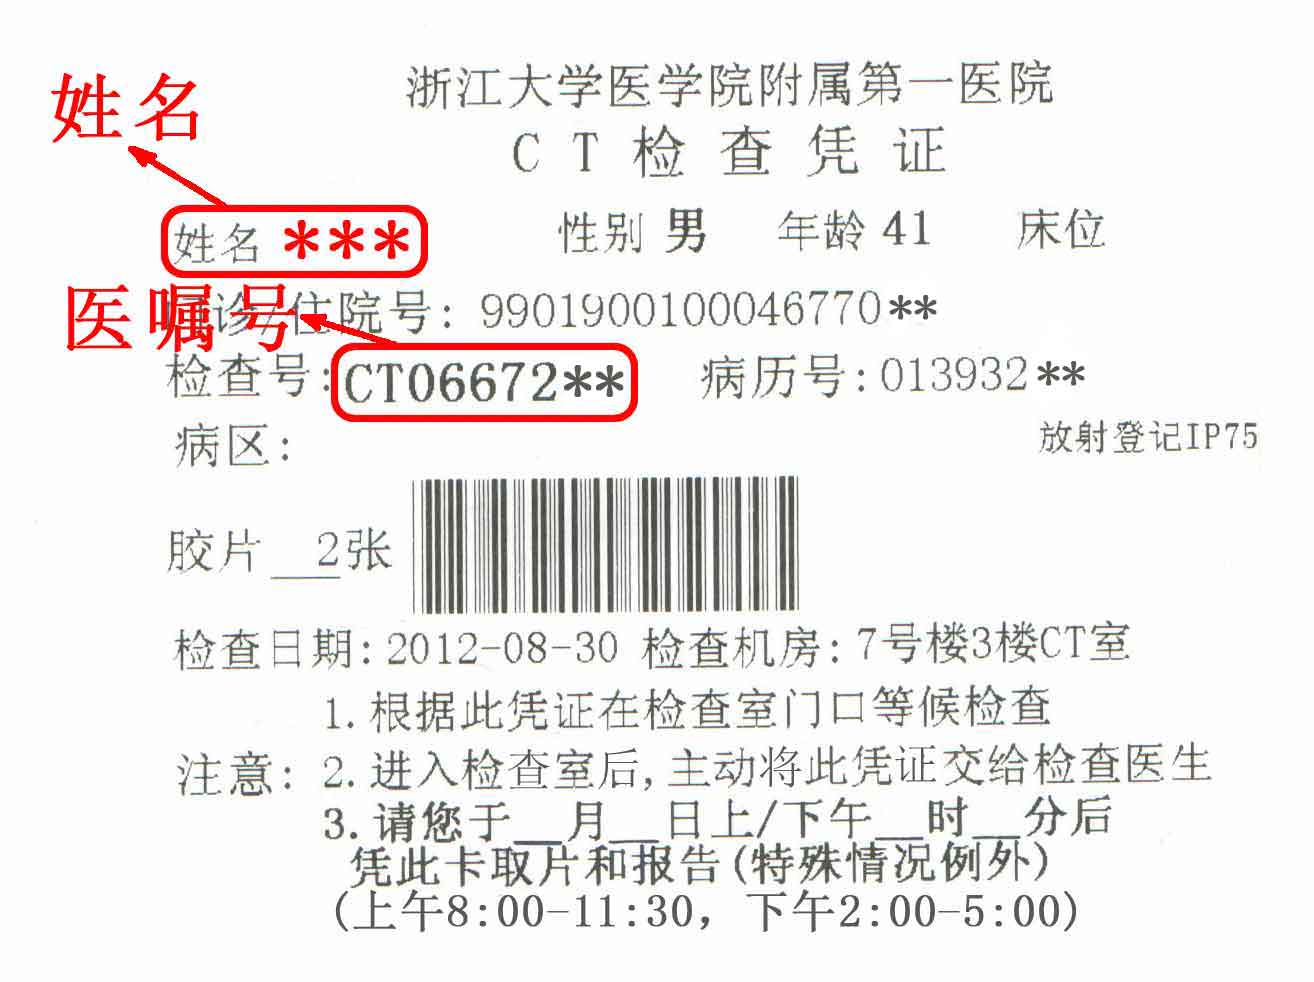 浙江大学医学院附属第一医院
CT检查凭证
姓名
姓名 *** 性别 男 年龄 41 床位
医嘱号
诊/住院号: 9901900100046770**
检查号: CT06672** 病历号: 013932**
病区:
放射登记IP75
胶片 __2张
检查日期: 2012-08-30 检查机房: 7号楼3楼CT室
1. 根据此凭证在检查室门口等候检查
注意: 2. 进入检查室后, 主动将此凭证交给检查医生
3. 请您于__月__日上/下午__时__分后
凭此卡取片和报告(特殊情况例外)
(上午8:00-11:30, 下午2:00-5:00)